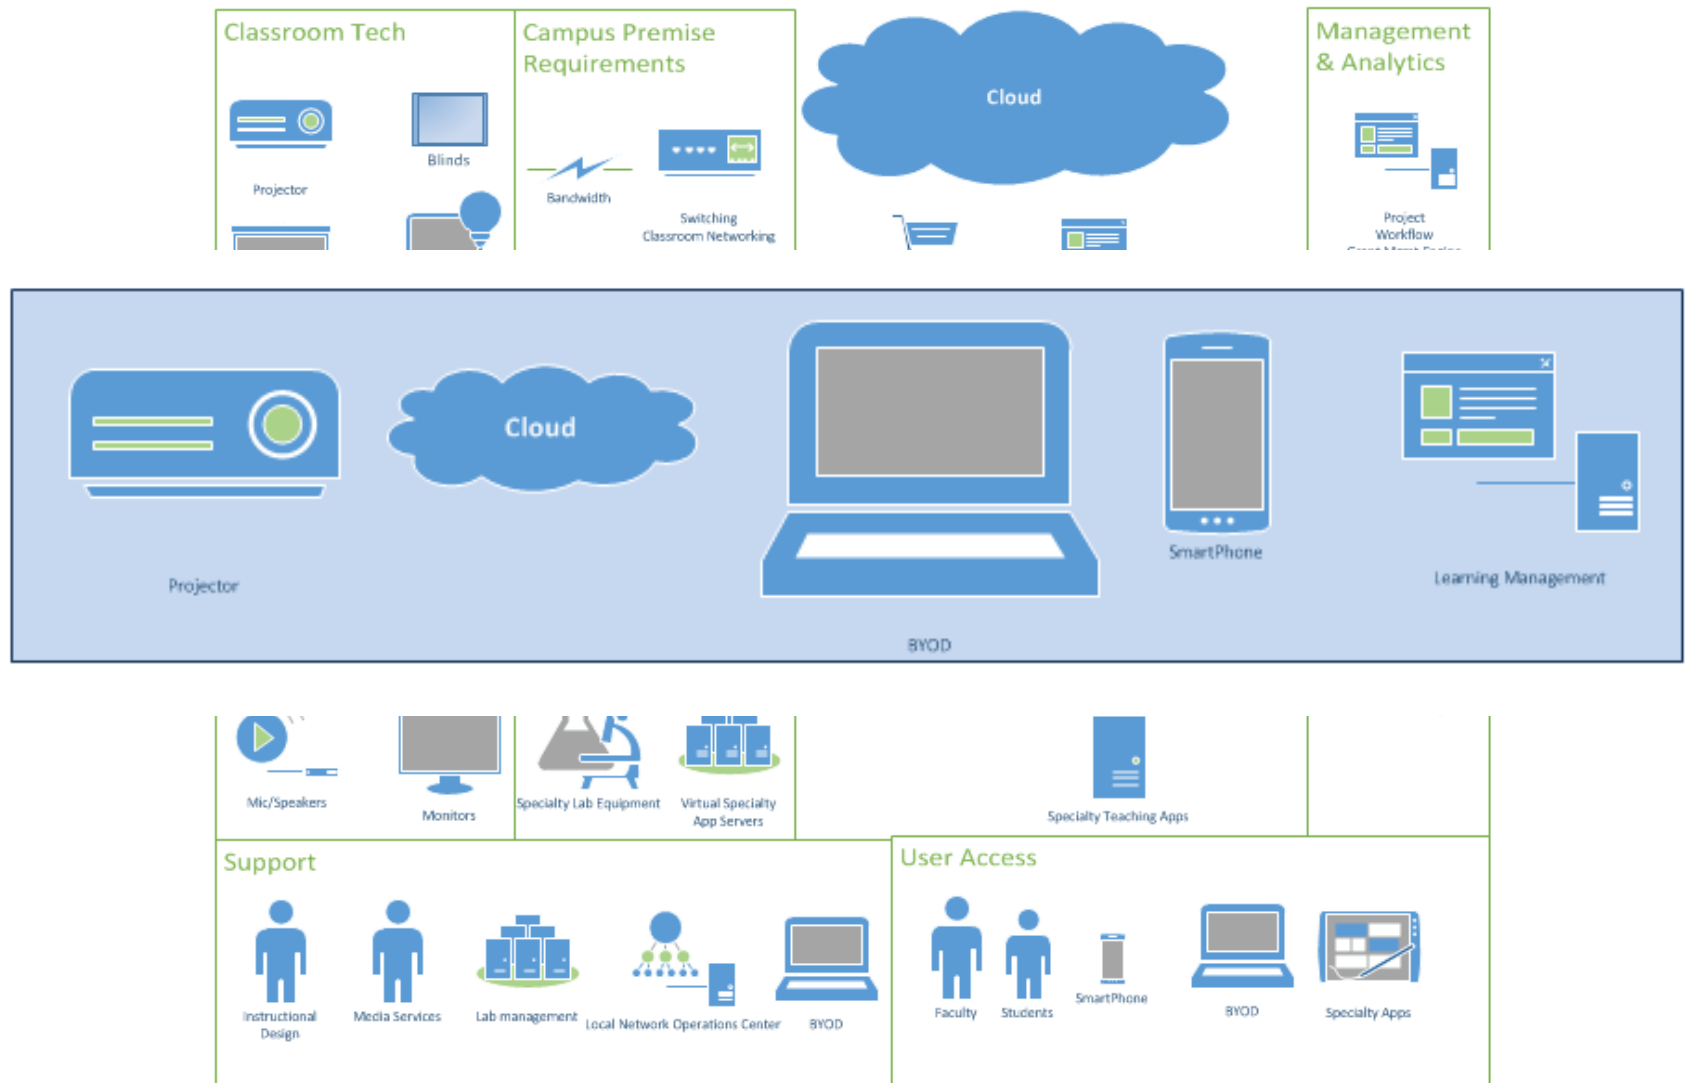 Classroom Tech
Projector
Blinds
Campus Premise
Requirements
Bandwidth
Switching
Classroom Networking
Cloud
Management
& Analytics
Project
Workflow
Projector
Cloud
BYOD
SmartPhone
Learning Management
Mic/Speakers
Monitors
Specialty Lab Equipment
Virtual Specialty
App Servers
Specialty Teaching Apps
Support
Instructional
Design
Media Services
Lab management
Local Network Operations Center
BYOD
User Access
Faculty
Students
SmartPhone
BYOD
Specialty Apps